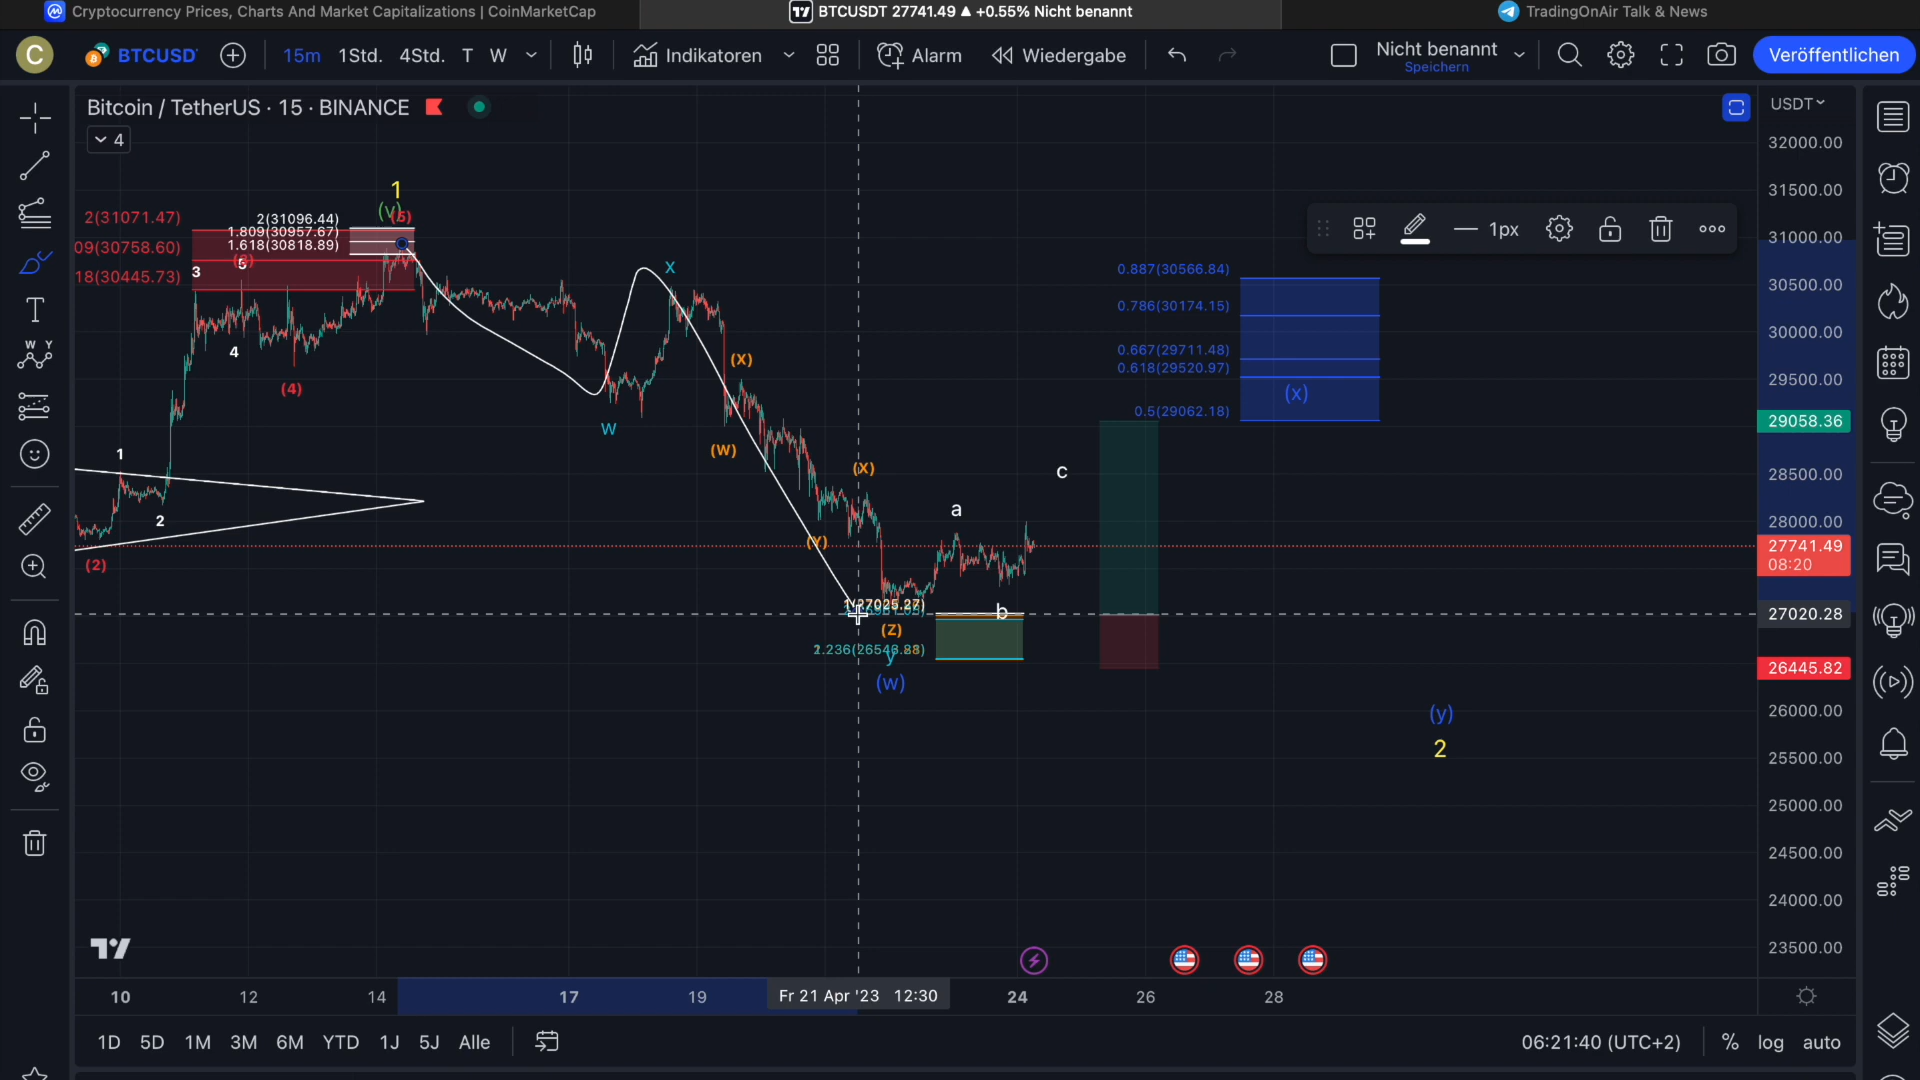 Cryptocurrency Prices, Charts And Market Capitalizations | CoinMarketCap
BTCUSDT 27741.49 ▲ +0.55% Nicht benannt
TradingOnAir Talk & News
C
BTCUSD
15m 1Std. 4Std. T W
Indikatoren
Alarm
Wiedergabe
Nicht benannt
Speichern
Veröffentlichen
Bitcoin / TetherUS · 15 · BINANCE
4
USDT
32000.00
31500.00
31000.00
30500.00
30000.00
29500.00
29058.36
28500.00
28000.00
27741.49
08:20
27020.28
26445.82
26000.00
25500.00
25000.00
24500.00
24000.00
23500.00
1
(v)
(5)
2(31071.47)
2(31096.44)
1.809(30957.67)
1.618(30818.89)
09(30758.60)
18(30445.73)
3
5
4
(4)
1
2
(2)
W
X
(X)
(W)
(X)
(Y)
a
b
c
1(27025.27)
(Z)
y
(w)
0.887(30566.84)
0.786(30174.15)
0.667(29711.48)
0.618(29520.97)
0.5(29062.18)
(x)
(y)
2
1px
10 12 14 17 19 Fr 21 Apr '23 12:30 24 26 28
1D 5D 1M 3M 6M YTD 1J 5J Alle
06:21:40 (UTC+2) % log auto